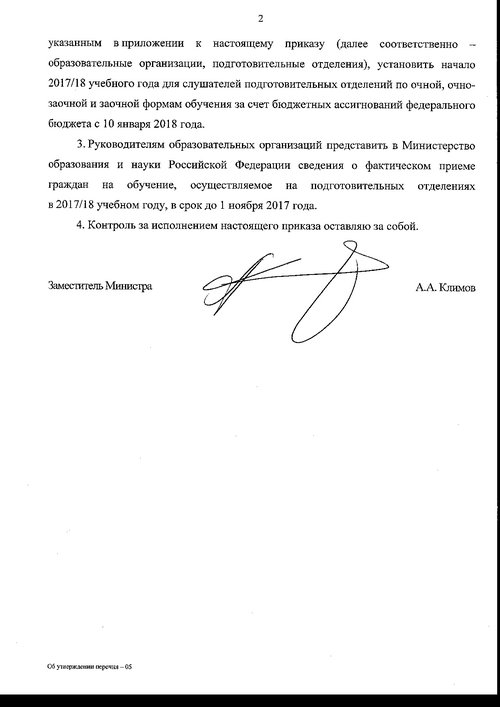 2
указанным в приложении к настоящему приказу (далее соответственно –
образовательные организации, подготовительные отделения), установить начало
2017/18 учебного года для слушателей подготовительных отделений по очной, очно-
заочной и заочной формам обучения за счет бюджетных ассигнований федерального
бюджета с 10 января 2018 года.
3. Руководителям образовательных организаций представить в Министерство
образования и науки Российской Федерации сведения о фактическом приеме
граждан на обучение, осуществляемое на подготовительных отделениях
в 2017/18 учебном году, в срок до 1 ноября 2017 года.
4. Контроль за исполнением настоящего приказа оставляю за собой.
Заместитель Министра А.А. Климов
Об утверждении перечня – 05